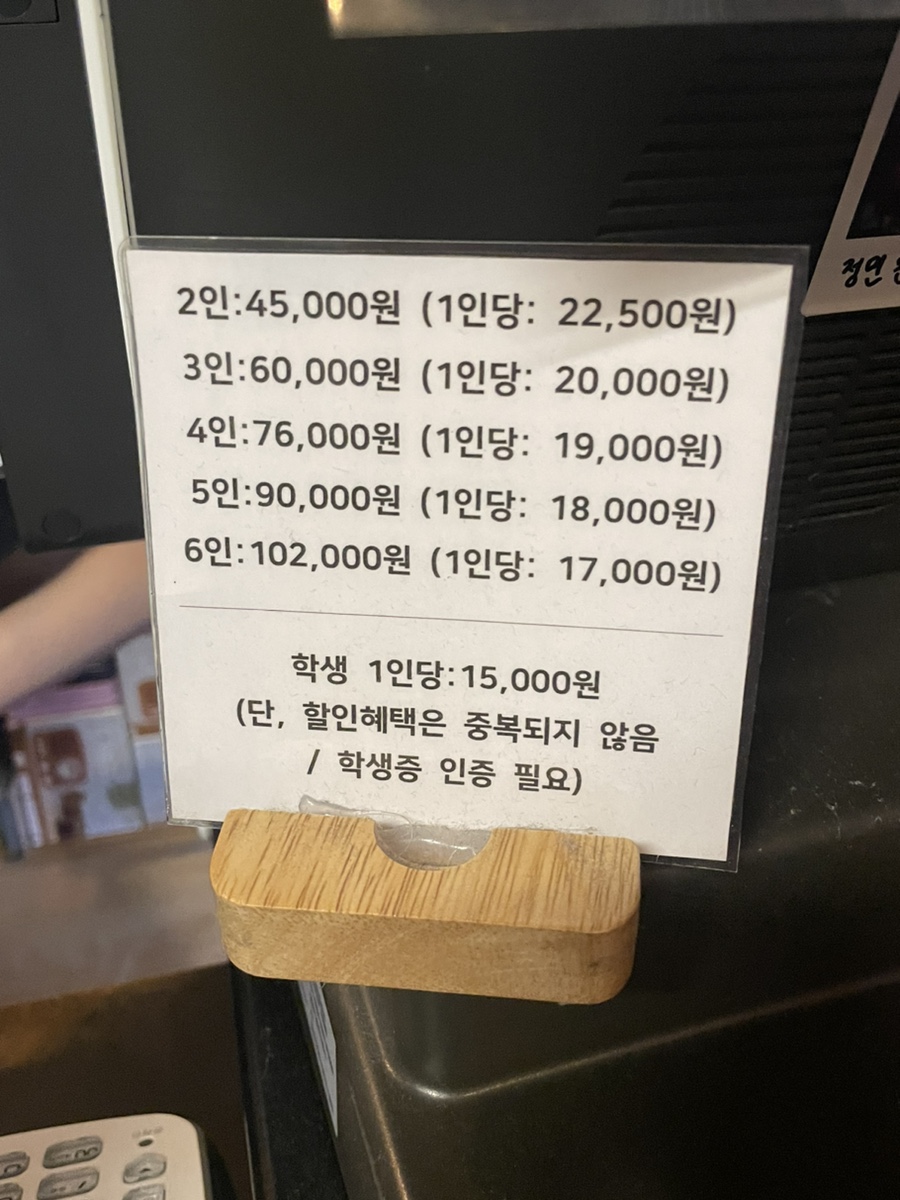 2인:45,000원 (1인당: 22,500원)
3인:60,000원 (1인당: 20,000원)
4인:76,000원 (1인당: 19,000원)
5인:90,000원 (1인당: 18,000원)
6인:102,000원 (1인당: 17,000원)
학생 1인당:15,000원
(단, 할인혜택은 중복되지 않음
/ 학생증 인증 필요)
정연